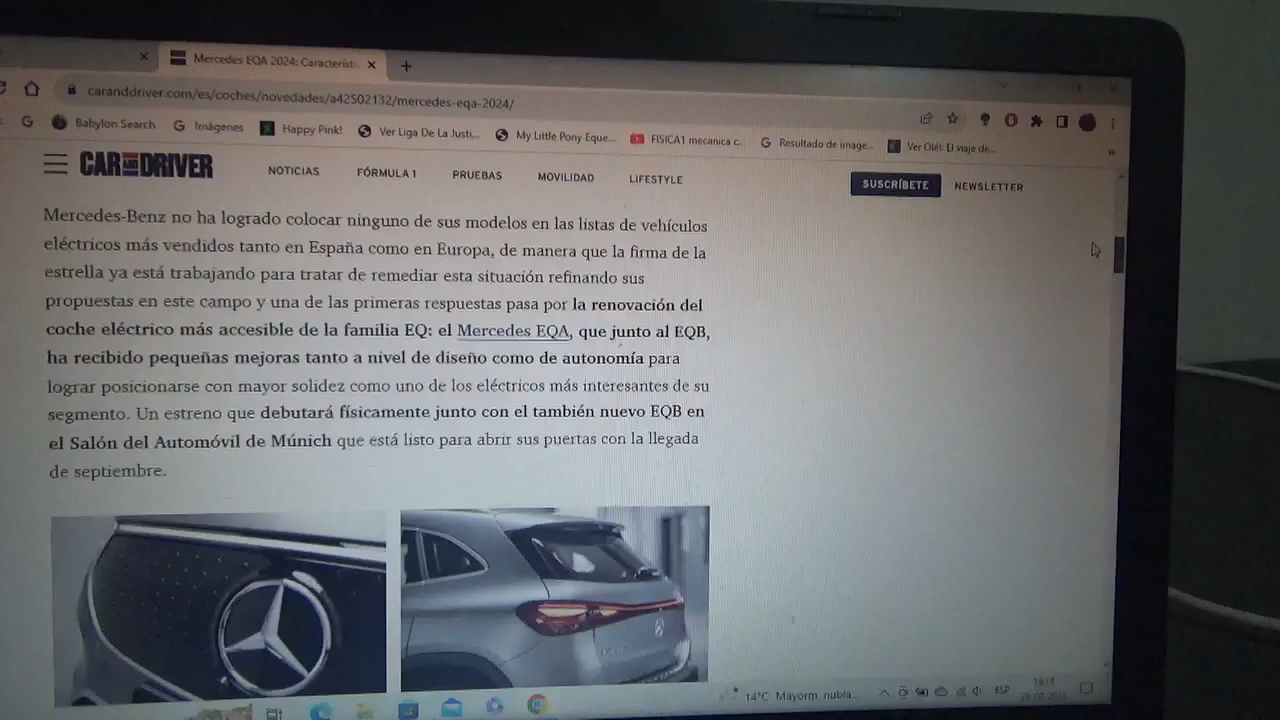 Mercedes EQA 2024: Característi
caranddriver.com/es/coches/novedades/a42502132/mercedes-eqa-2024/
Babylon Search
Imágenes
Happy Pink!
Ver Liga De La Justi...
My Little Pony Eque...
FISICA1 mecanica c...
Resultado de image...
Ver Olé!: El viaje de...
CAR AND DRIVER
NOTICIAS
FÓRMULA 1
PRUEBAS
MOVILIDAD
LIFESTYLE
SUSCRÍBETE
NEWSLETTER
Mercedes-Benz no ha logrado colocar ninguno de sus modelos en las listas de vehículos
eléctricos más vendidos tanto en España como en Europa, de manera que la firma de la
estrella ya está trabajando para tratar de remediar esta situación refinando sus
propuestas en este campo y una de las primeras respuestas pasa por la renovación del
coche eléctrico más accesible de la familia EQ: el Mercedes EQA, que junto al EQB,
ha recibido pequeñas mejoras tanto a nivel de diseño como de autonomía para
lograr posicionarse con mayor solidez como uno de los eléctricos más interesantes de su
segmento. Un estreno que debutará físicamente junto con el también nuevo EQB en
el Salón del Automóvil de Múnich que está listo para abrir sus puertas con la llegada
de septiembre.
14°C Mayorm. nubla...
ESP